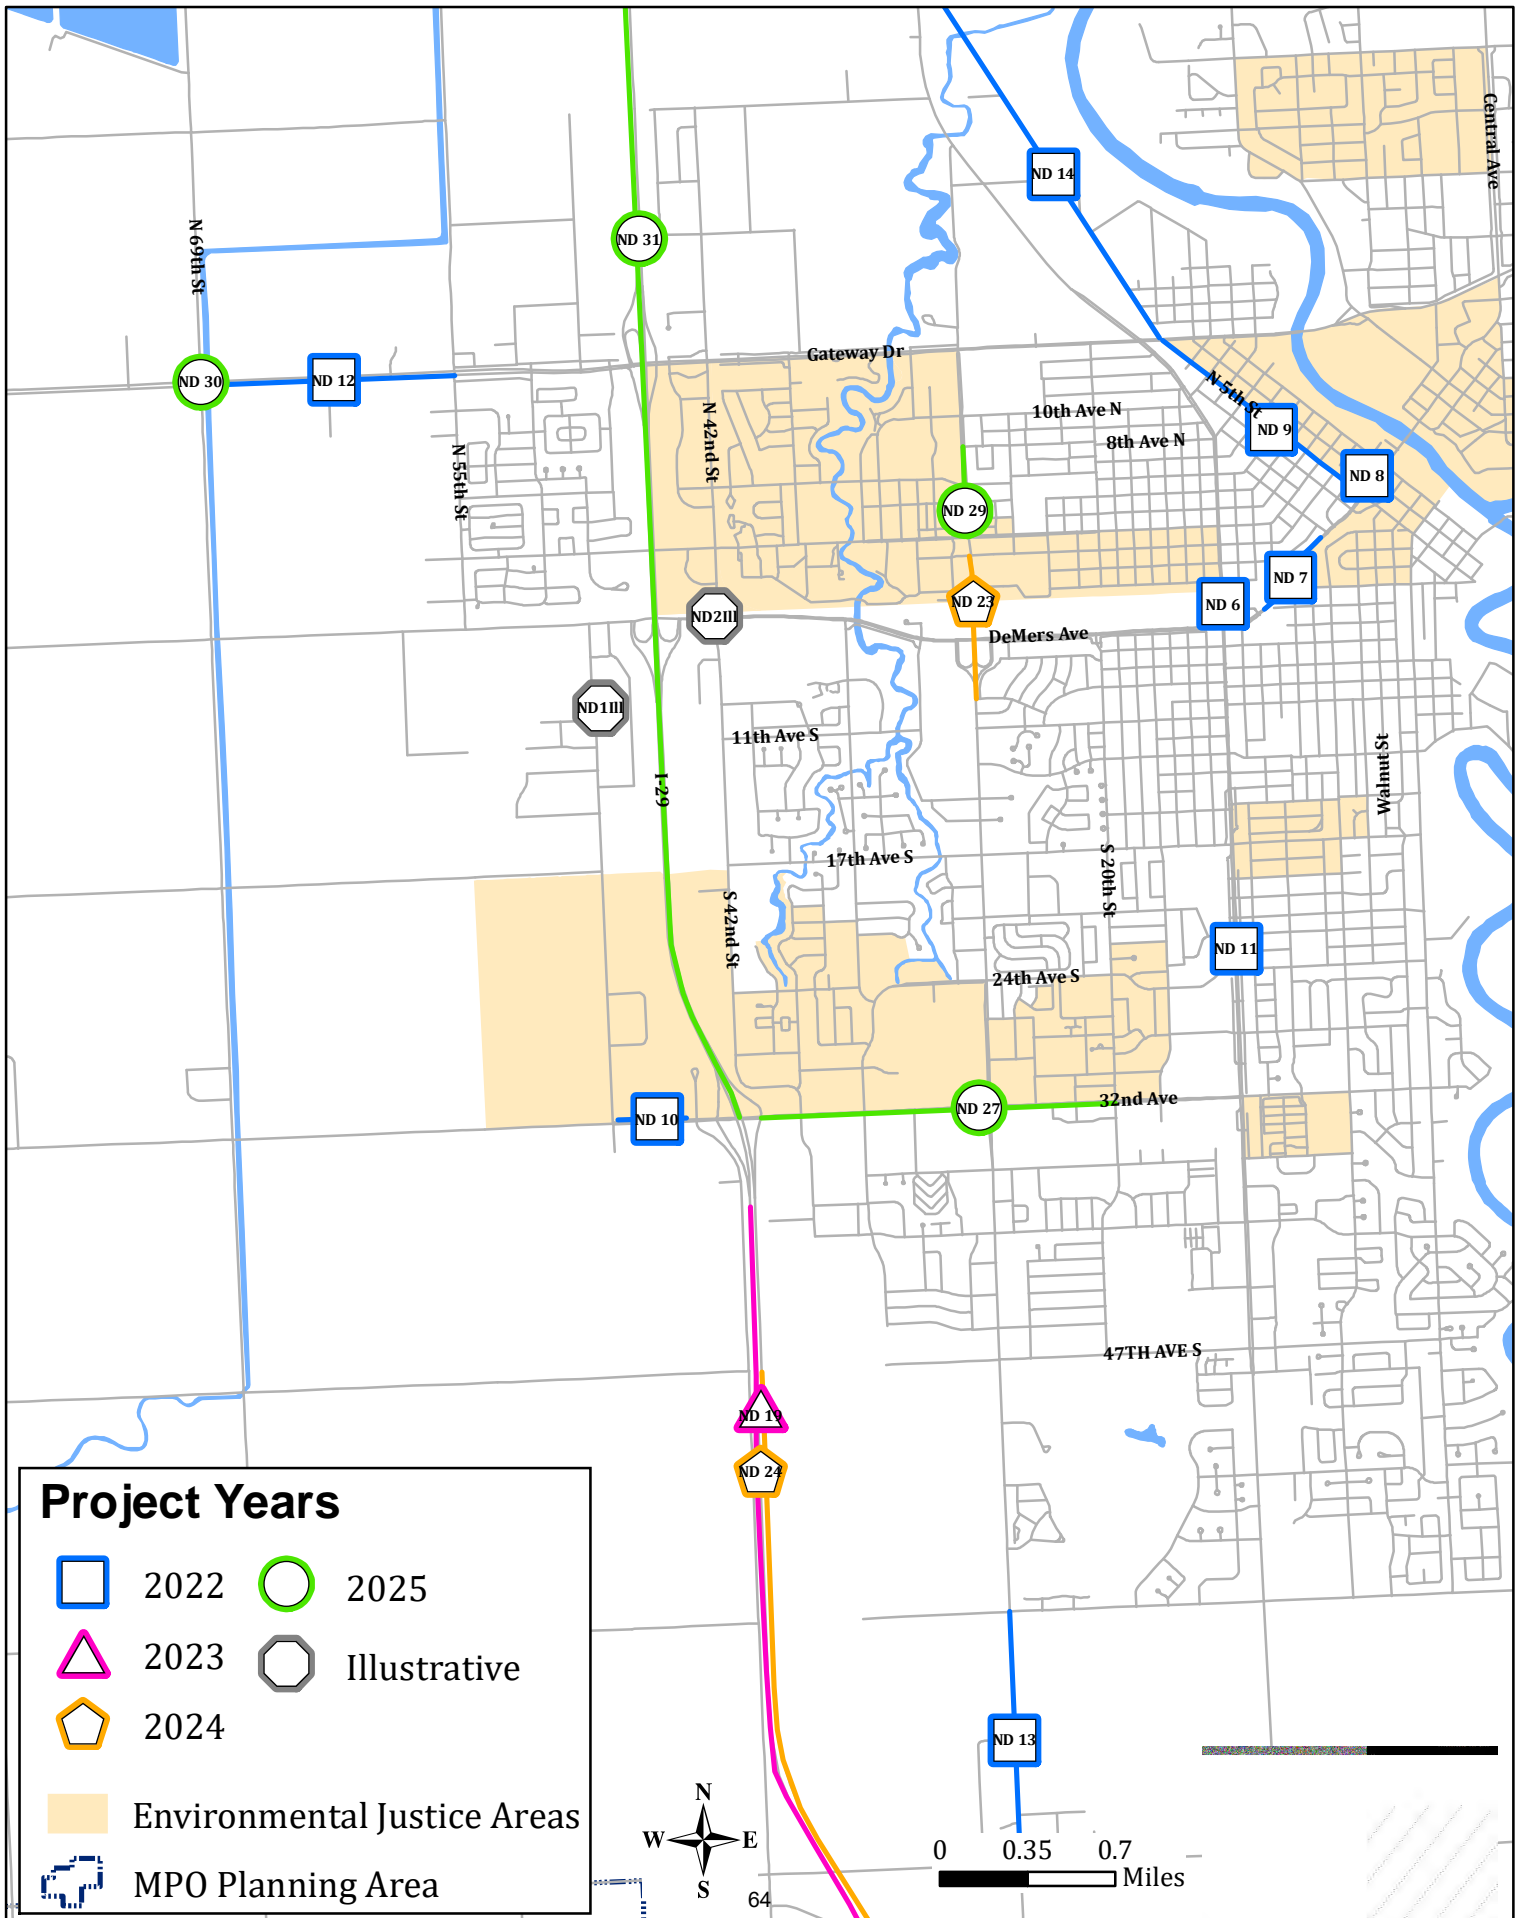 Central Ave
ND 14
N 69th St
ND 31
Gateway Dr
ND 30
ND 12
N 5th St
10th Ave N
N 42nd St
ND 9
8th Ave N
N 55th St
ND 8
ND 29
ND 7
ND 23
ND 6
ND2Ill
DeMers Ave
ND1Ill
11th Ave S
Walnut St
I-29
17th Ave S
S 20th St
S 42nd St
ND 11
24th Ave S
32nd Ave
ND 27
ND 10
47TH AVE S
ND 19
ND 24
Project Years
2022
2025
2023
Illustrative
2024
Environmental Justice Areas
MPO Planning Area
ND 13
N
W E
S
0 0.35 0.7
Miles
64